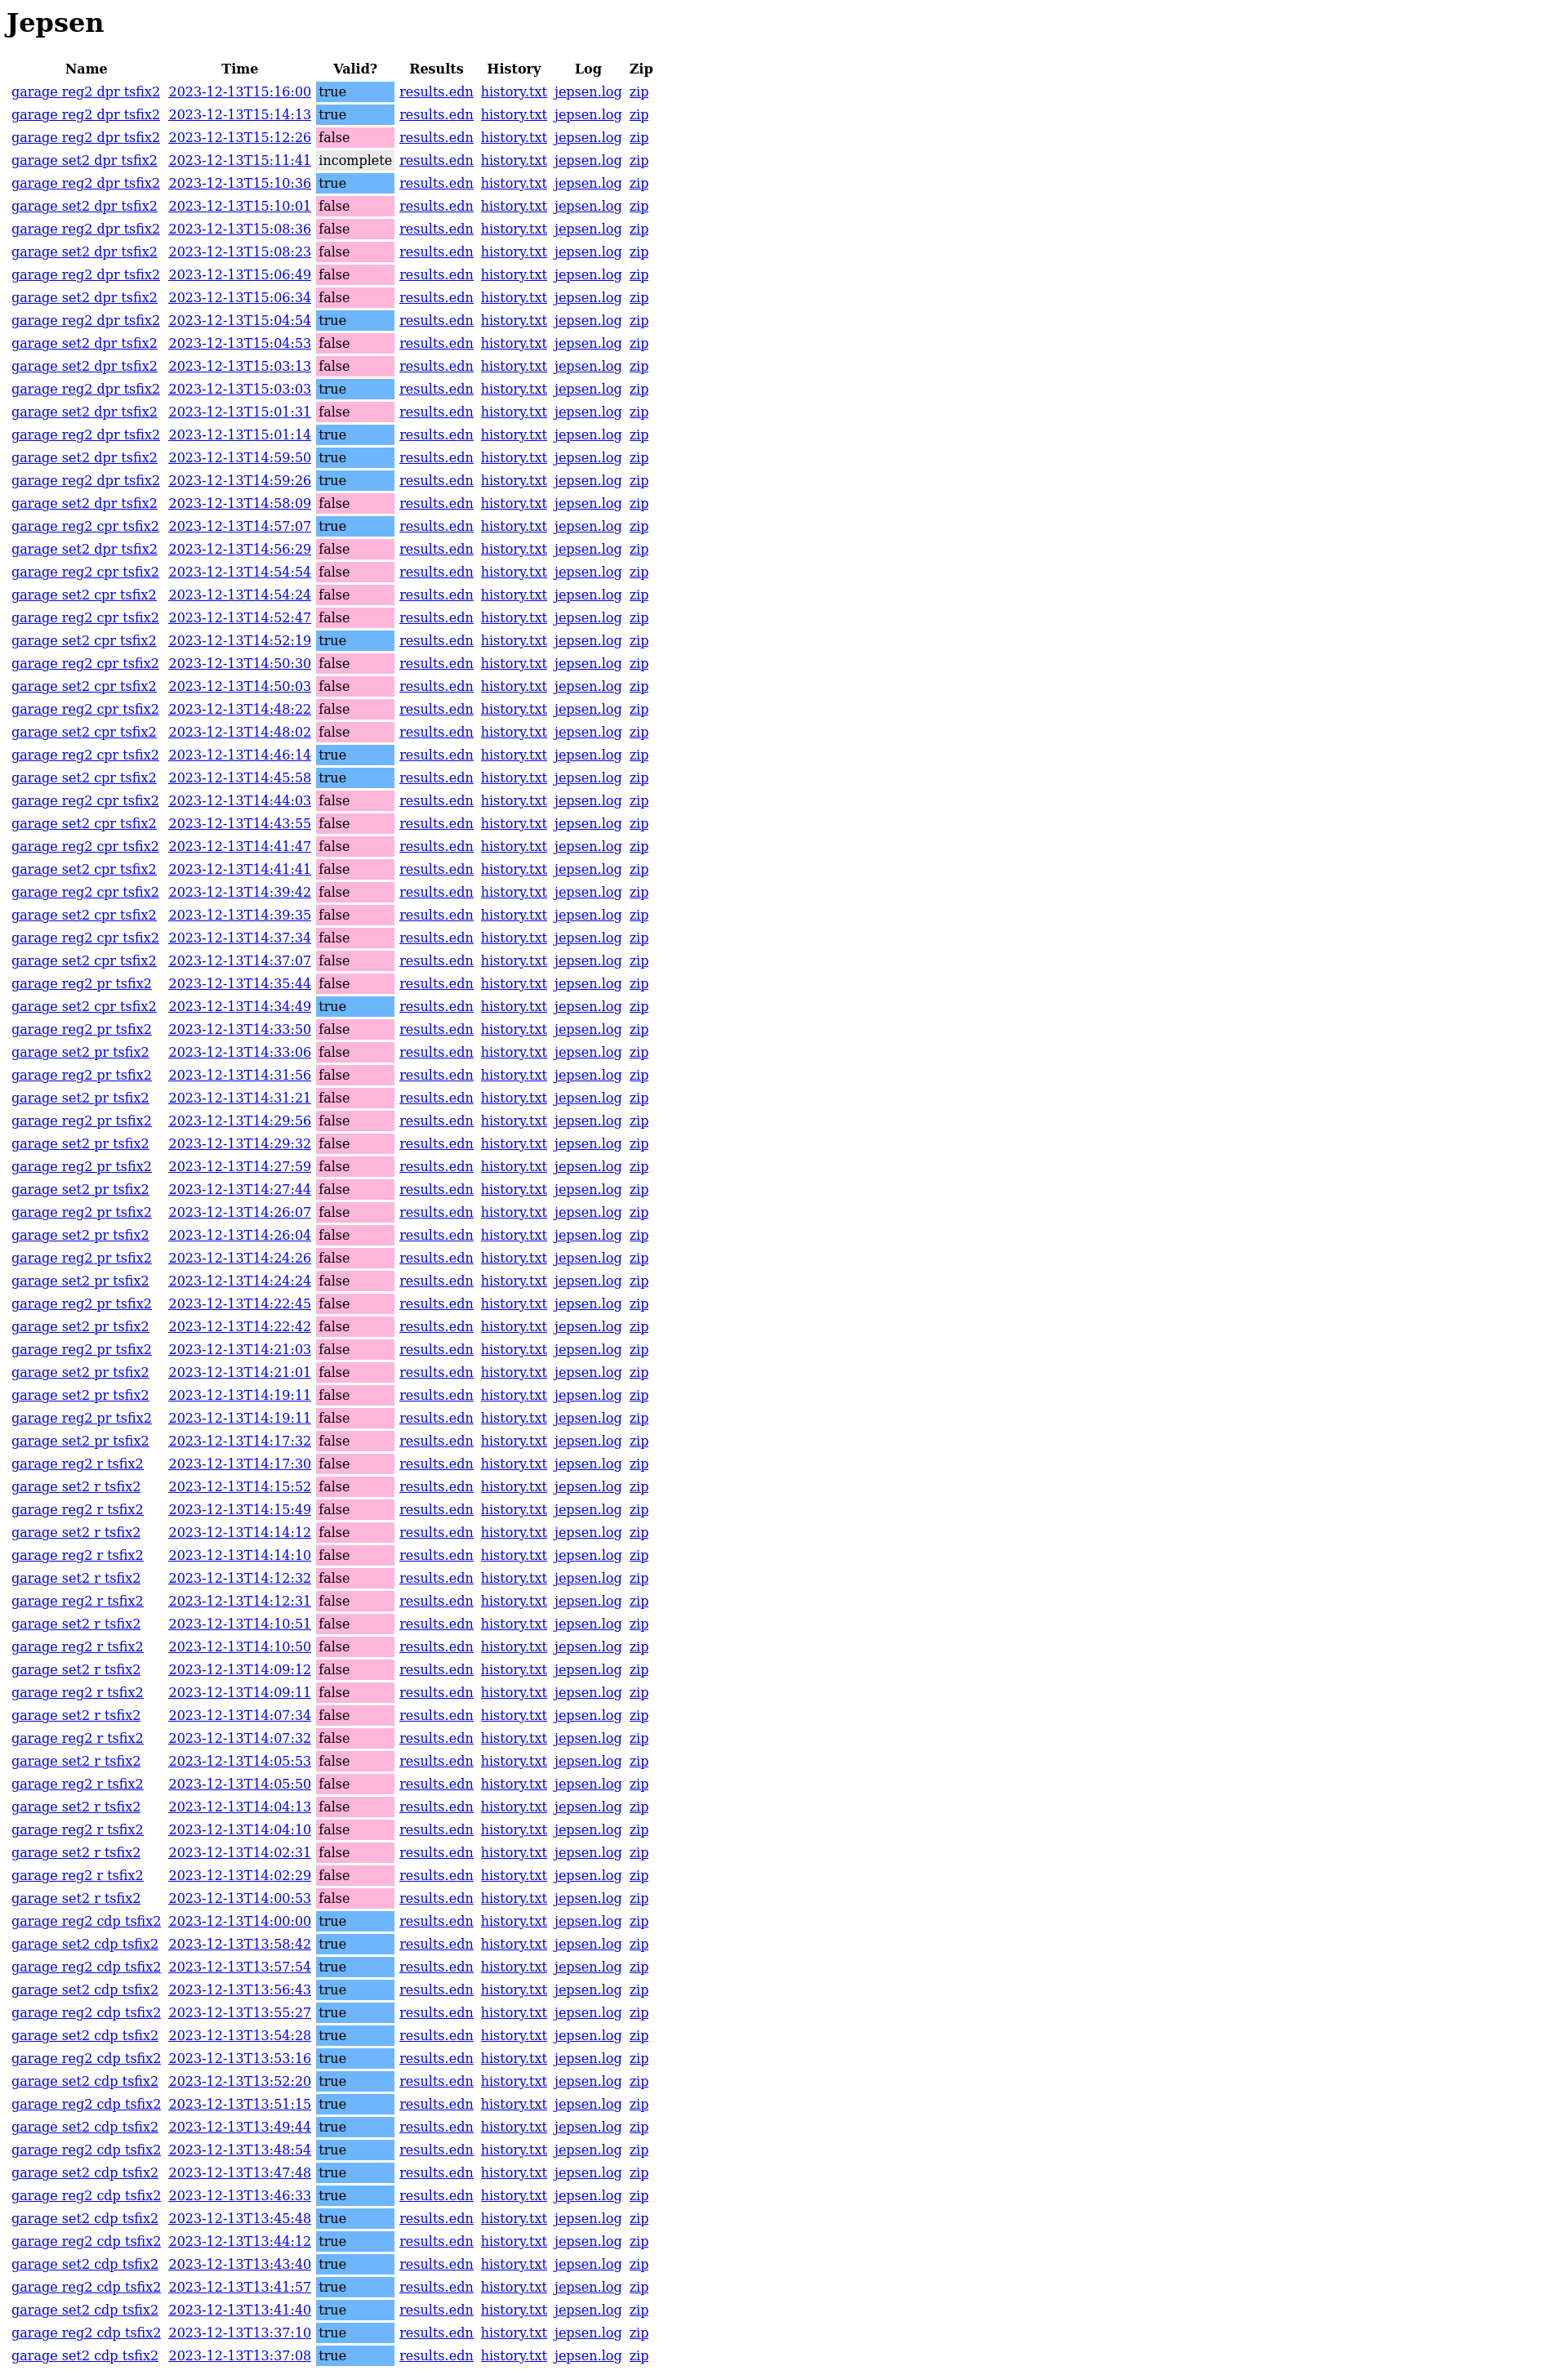 Jepsen
Name Time Valid? Results History Log Zip
garage reg2 dpr tsfix2 2023-12-13T15:16:00 true results.edn history.txt jepsen.log zip
garage reg2 dpr tsfix2 2023-12-13T15:14:13 true results.edn history.txt jepsen.log zip
garage reg2 dpr tsfix2 2023-12-13T15:12:26 false results.edn history.txt jepsen.log zip
garage set2 dpr tsfix2 2023-12-13T15:11:41 incomplete results.edn history.txt jepsen.log zip
garage reg2 dpr tsfix2 2023-12-13T15:10:36 true results.edn history.txt jepsen.log zip
garage set2 dpr tsfix2 2023-12-13T15:10:01 false results.edn history.txt jepsen.log zip
garage reg2 dpr tsfix2 2023-12-13T15:08:36 false results.edn history.txt jepsen.log zip
garage set2 dpr tsfix2 2023-12-13T15:08:23 false results.edn history.txt jepsen.log zip
garage reg2 dpr tsfix2 2023-12-13T15:06:49 false results.edn history.txt jepsen.log zip
garage set2 dpr tsfix2 2023-12-13T15:06:34 false results.edn history.txt jepsen.log zip
garage reg2 dpr tsfix2 2023-12-13T15:04:54 true results.edn history.txt jepsen.log zip
garage set2 dpr tsfix2 2023-12-13T15:04:53 false results.edn history.txt jepsen.log zip
garage set2 dpr tsfix2 2023-12-13T15:03:13 false results.edn history.txt jepsen.log zip
garage reg2 dpr tsfix2 2023-12-13T15:03:03 true results.edn history.txt jepsen.log zip
garage set2 dpr tsfix2 2023-12-13T15:01:31 false results.edn history.txt jepsen.log zip
garage reg2 dpr tsfix2 2023-12-13T15:01:14 true results.edn history.txt jepsen.log zip
garage set2 dpr tsfix2 2023-12-13T14:59:50 true results.edn history.txt jepsen.log zip
garage reg2 dpr tsfix2 2023-12-13T14:59:26 true results.edn history.txt jepsen.log zip
garage set2 dpr tsfix2 2023-12-13T14:58:09 false results.edn history.txt jepsen.log zip
garage reg2 cpr tsfix2 2023-12-13T14:57:07 true results.edn history.txt jepsen.log zip
garage set2 dpr tsfix2 2023-12-13T14:56:29 false results.edn history.txt jepsen.log zip
garage reg2 cpr tsfix2 2023-12-13T14:54:54 false results.edn history.txt jepsen.log zip
garage set2 cpr tsfix2 2023-12-13T14:54:24 false results.edn history.txt jepsen.log zip
garage reg2 cpr tsfix2 2023-12-13T14:52:47 false results.edn history.txt jepsen.log zip
garage set2 cpr tsfix2 2023-12-13T14:52:19 true results.edn history.txt jepsen.log zip
garage reg2 cpr tsfix2 2023-12-13T14:50:30 false results.edn history.txt jepsen.log zip
garage set2 cpr tsfix2 2023-12-13T14:50:03 false results.edn history.txt jepsen.log zip
garage reg2 cpr tsfix2 2023-12-13T14:48:22 false results.edn history.txt jepsen.log zip
garage set2 cpr tsfix2 2023-12-13T14:48:02 false results.edn history.txt jepsen.log zip
garage reg2 cpr tsfix2 2023-12-13T14:46:14 true results.edn history.txt jepsen.log zip
garage set2 cpr tsfix2 2023-12-13T14:45:58 true results.edn history.txt jepsen.log zip
garage reg2 cpr tsfix2 2023-12-13T14:44:03 false results.edn history.txt jepsen.log zip
garage set2 cpr tsfix2 2023-12-13T14:43:55 false results.edn history.txt jepsen.log zip
garage reg2 cpr tsfix2 2023-12-13T14:41:47 false results.edn history.txt jepsen.log zip
garage set2 cpr tsfix2 2023-12-13T14:41:41 false results.edn history.txt jepsen.log zip
garage reg2 cpr tsfix2 2023-12-13T14:39:42 false results.edn history.txt jepsen.log zip
garage set2 cpr tsfix2 2023-12-13T14:39:35 false results.edn history.txt jepsen.log zip
garage reg2 cpr tsfix2 2023-12-13T14:37:34 false results.edn history.txt jepsen.log zip
garage set2 cpr tsfix2 2023-12-13T14:37:07 false results.edn history.txt jepsen.log zip
garage reg2 pr tsfix2 2023-12-13T14:35:44 false results.edn history.txt jepsen.log zip
garage set2 cpr tsfix2 2023-12-13T14:34:49 true results.edn history.txt jepsen.log zip
garage reg2 pr tsfix2 2023-12-13T14:33:50 false results.edn history.txt jepsen.log zip
garage set2 pr tsfix2 2023-12-13T14:33:06 false results.edn history.txt jepsen.log zip
garage reg2 pr tsfix2 2023-12-13T14:31:56 false results.edn history.txt jepsen.log zip
garage set2 pr tsfix2 2023-12-13T14:31:21 false results.edn history.txt jepsen.log zip
garage reg2 pr tsfix2 2023-12-13T14:29:56 false results.edn history.txt jepsen.log zip
garage set2 pr tsfix2 2023-12-13T14:29:32 false results.edn history.txt jepsen.log zip
garage reg2 pr tsfix2 2023-12-13T14:27:59 false results.edn history.txt jepsen.log zip
garage set2 pr tsfix2 2023-12-13T14:27:44 false results.edn history.txt jepsen.log zip
garage reg2 pr tsfix2 2023-12-13T14:26:07 false results.edn history.txt jepsen.log zip
garage set2 pr tsfix2 2023-12-13T14:26:04 false results.edn history.txt jepsen.log zip
garage reg2 pr tsfix2 2023-12-13T14:24:26 false results.edn history.txt jepsen.log zip
garage set2 pr tsfix2 2023-12-13T14:24:24 false results.edn history.txt jepsen.log zip
garage reg2 pr tsfix2 2023-12-13T14:22:45 false results.edn history.txt jepsen.log zip
garage set2 pr tsfix2 2023-12-13T14:22:42 false results.edn history.txt jepsen.log zip
garage reg2 pr tsfix2 2023-12-13T14:21:03 false results.edn history.txt jepsen.log zip
garage set2 pr tsfix2 2023-12-13T14:21:01 false results.edn history.txt jepsen.log zip
garage set2 pr tsfix2 2023-12-13T14:19:11 false results.edn history.txt jepsen.log zip
garage reg2 pr tsfix2 2023-12-13T14:19:11 false results.edn history.txt jepsen.log zip
garage set2 pr tsfix2 2023-12-13T14:17:32 false results.edn history.txt jepsen.log zip
garage reg2 r tsfix2 2023-12-13T14:17:30 false results.edn history.txt jepsen.log zip
garage set2 r tsfix2 2023-12-13T14:15:52 false results.edn history.txt jepsen.log zip
garage reg2 r tsfix2 2023-12-13T14:15:49 false results.edn history.txt jepsen.log zip
garage set2 r tsfix2 2023-12-13T14:14:12 false results.edn history.txt jepsen.log zip
garage reg2 r tsfix2 2023-12-13T14:14:10 false results.edn history.txt jepsen.log zip
garage set2 r tsfix2 2023-12-13T14:12:32 false results.edn history.txt jepsen.log zip
garage reg2 r tsfix2 2023-12-13T14:12:31 false results.edn history.txt jepsen.log zip
garage set2 r tsfix2 2023-12-13T14:10:51 false results.edn history.txt jepsen.log zip
garage reg2 r tsfix2 2023-12-13T14:10:50 false results.edn history.txt jepsen.log zip
garage set2 r tsfix2 2023-12-13T14:09:12 false results.edn history.txt jepsen.log zip
garage reg2 r tsfix2 2023-12-13T14:09:11 false results.edn history.txt jepsen.log zip
garage set2 r tsfix2 2023-12-13T14:07:34 false results.edn history.txt jepsen.log zip
garage reg2 r tsfix2 2023-12-13T14:07:32 false results.edn history.txt jepsen.log zip
garage set2 r tsfix2 2023-12-13T14:05:53 false results.edn history.txt jepsen.log zip
garage reg2 r tsfix2 2023-12-13T14:05:50 false results.edn history.txt jepsen.log zip
garage set2 r tsfix2 2023-12-13T14:04:13 false results.edn history.txt jepsen.log zip
garage reg2 r tsfix2 2023-12-13T14:04:10 false results.edn history.txt jepsen.log zip
garage set2 r tsfix2 2023-12-13T14:02:31 false results.edn history.txt jepsen.log zip
garage reg2 r tsfix2 2023-12-13T14:02:29 false results.edn history.txt jepsen.log zip
garage set2 r tsfix2 2023-12-13T14:00:53 false results.edn history.txt jepsen.log zip
garage reg2 cdp tsfix2 2023-12-13T14:00:00 true results.edn history.txt jepsen.log zip
garage set2 cdp tsfix2 2023-12-13T13:58:42 true results.edn history.txt jepsen.log zip
garage reg2 cdp tsfix2 2023-12-13T13:57:54 true results.edn history.txt jepsen.log zip
garage set2 cdp tsfix2 2023-12-13T13:56:43 true results.edn history.txt jepsen.log zip
garage reg2 cdp tsfix2 2023-12-13T13:55:27 true results.edn history.txt jepsen.log zip
garage set2 cdp tsfix2 2023-12-13T13:54:28 true results.edn history.txt jepsen.log zip
garage reg2 cdp tsfix2 2023-12-13T13:53:16 true results.edn history.txt jepsen.log zip
garage set2 cdp tsfix2 2023-12-13T13:52:20 true results.edn history.txt jepsen.log zip
garage reg2 cdp tsfix2 2023-12-13T13:51:15 true results.edn history.txt jepsen.log zip
garage set2 cdp tsfix2 2023-12-13T13:49:44 true results.edn history.txt jepsen.log zip
garage reg2 cdp tsfix2 2023-12-13T13:48:54 true results.edn history.txt jepsen.log zip
garage set2 cdp tsfix2 2023-12-13T13:47:48 true results.edn history.txt jepsen.log zip
garage reg2 cdp tsfix2 2023-12-13T13:46:33 true results.edn history.txt jepsen.log zip
garage set2 cdp tsfix2 2023-12-13T13:45:48 true results.edn history.txt jepsen.log zip
garage reg2 cdp tsfix2 2023-12-13T13:44:12 true results.edn history.txt jepsen.log zip
garage set2 cdp tsfix2 2023-12-13T13:43:40 true results.edn history.txt jepsen.log zip
garage reg2 cdp tsfix2 2023-12-13T13:41:57 true results.edn history.txt jepsen.log zip
garage set2 cdp tsfix2 2023-12-13T13:41:40 true results.edn history.txt jepsen.log zip
garage reg2 cdp tsfix2 2023-12-13T13:37:10 true results.edn history.txt jepsen.log zip
garage set2 cdp tsfix2 2023-12-13T13:37:08 true results.edn history.txt jepsen.log zip